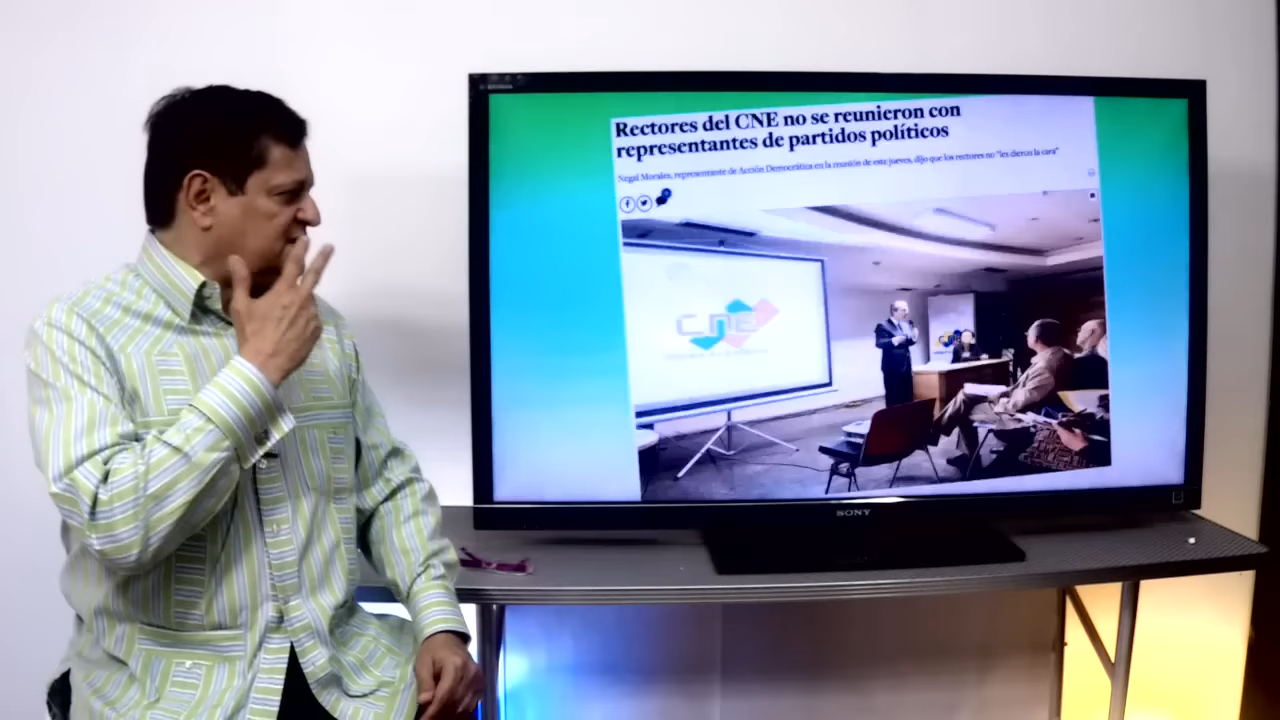 Rectores del CNE no se reunieron con
representantes de partidos políticos
Negal Morales, representante de Acción Democrática en la reunión de este jueves, dijo que los rectores no "les dieron la cara"
cne
cne
SONY